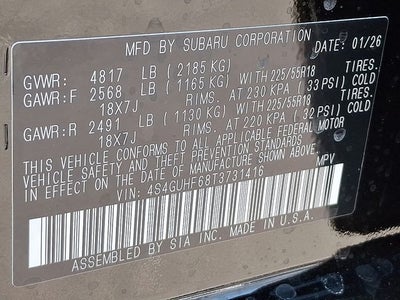 MFD BY SUBARU CORPORATION DATE: 01/26
GVWR: 4817 LB (2185 KG) TIRES.
GAWR:F 2568 LB (1165 KG) WITH 225/55R18
18X7J RIMS. AT 230 KPA (33 PSI) COLD
GAWR:R 2491 LB (1130 KG) WITH 225/55R18 TIRES.
18X7J RIMS. AT 220 KPA (32 PSI) COLD
THIS VEHICLE CONFORMS TO ALL APPLICABLE FEDERAL MOTOR
VEHICLE SAFETY, BUMPER, AND THEFT PREVENTION STANDARDS
IN EFFECT ON THE DATE OF MANUFACTURE SHOWN ABOVE.
VIN: 4S4GUHF68T3731416 MPV
ASSEMBLED BY SIA INC. MADE IN U.S.A.